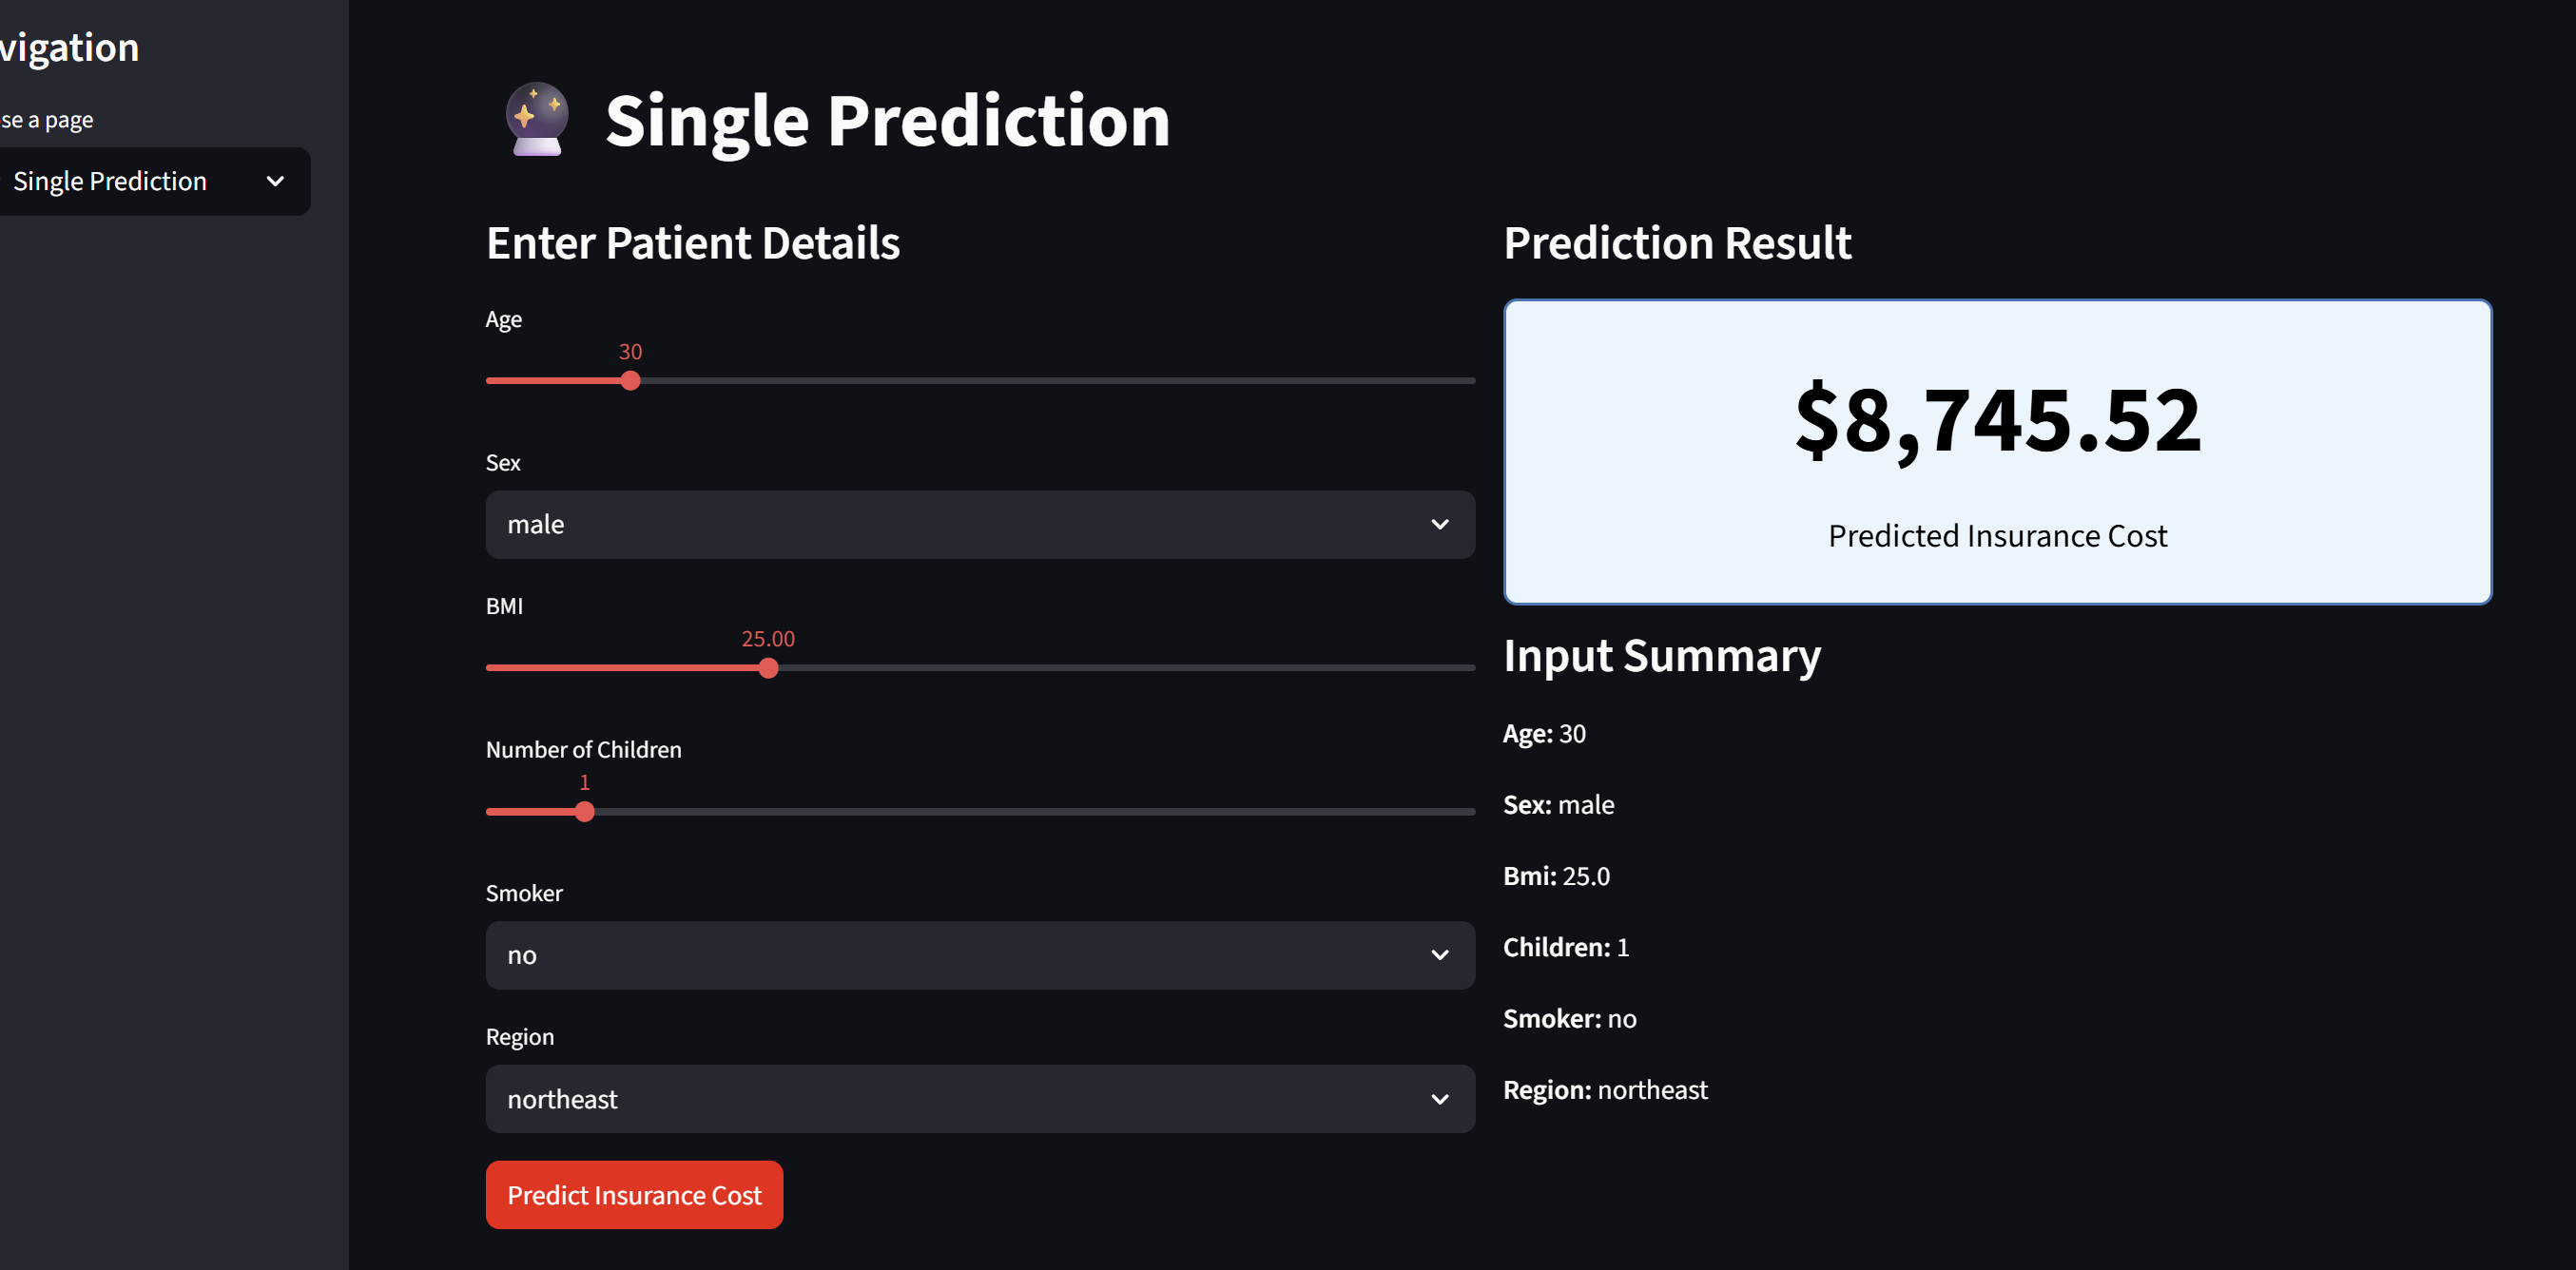 vigation
se a page
Single Prediction
Single Prediction
Enter Patient Details
Age
30
Sex
male
BMI
25.00
Number of Children
1
Smoker
no
Region
northeast
Predict Insurance Cost
Prediction Result
$8,745.52
Predicted Insurance Cost
Input Summary
Age: 30
Sex: male
Bmi: 25.0
Children: 1
Smoker: no
Region: northeast